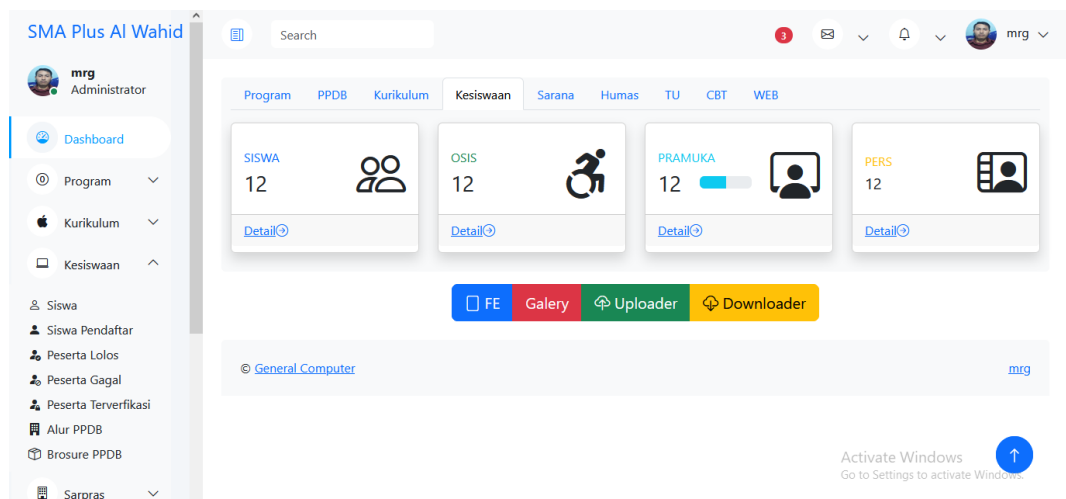 SMA Plus Al Wahid
Search
3
mrg
mrg
Administrator
Dashboard
Program
Kurikulum
Kesiswaan
Siswa
Siswa Pendaftar
Peserta Lolos
Peserta Gagal
Peserta Terverfikasi
Alur PPDB
Brosure PPDB
Sarpras
Program PPDB Kurikulum Kesiswaan Sarana Humas TU CBT WEB
SISWA
12
Detail
OSIS
12
Detail
PRAMUKA
12
Detail
PERS
12
Detail
FE Galery Uploader Downloader
© General Computer
mrg
Activate Windows
Go to Settings to activate Windows.